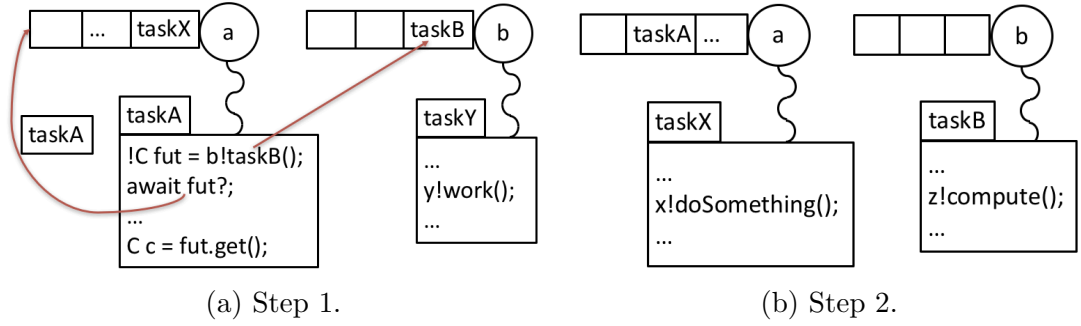 ... taskX a
taskB b
taskA
taskA
!C fut = b!taskB();
await fut?;
...
C c = fut.get();
taskY
...
y!work();
...
(a) Step 1.
taskA ... a
b
taskX
...
x!doSomething();
...
taskB
...
z!compute();
...
(b) Step 2.